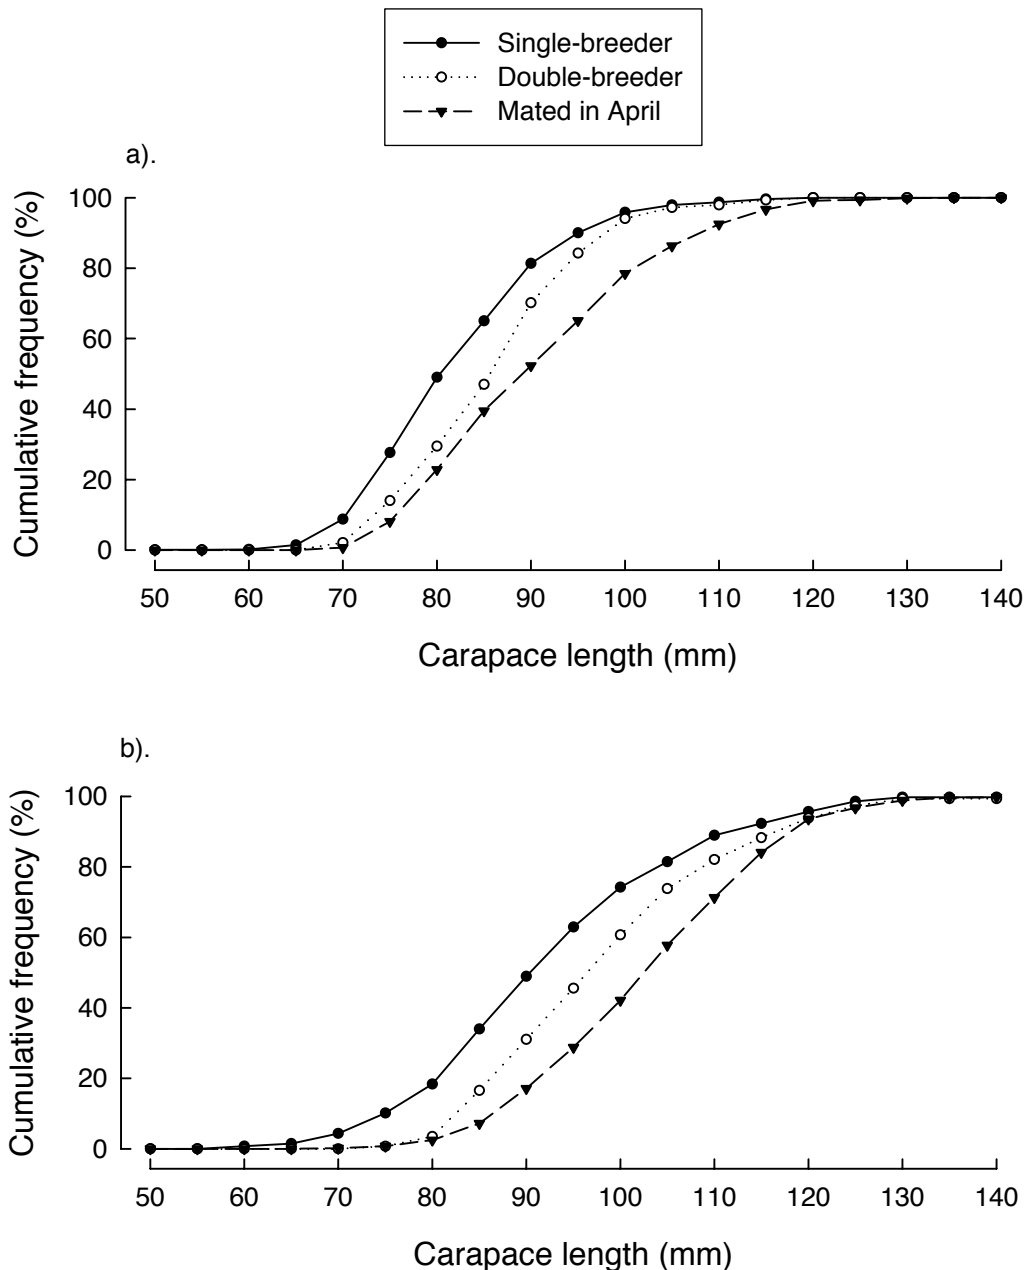 Single-breeder
Double-breeder
Mated in April
a).
Cumulative frequency (%)
100
80
60
40
20
0
50 60 70 80 90 100 110 120 130 140
Carapace length (mm)
b).
Cumulative frequency (%)
100
80
60
40
20
0
50 60 70 80 90 100 110 120 130 140
Carapace length (mm)